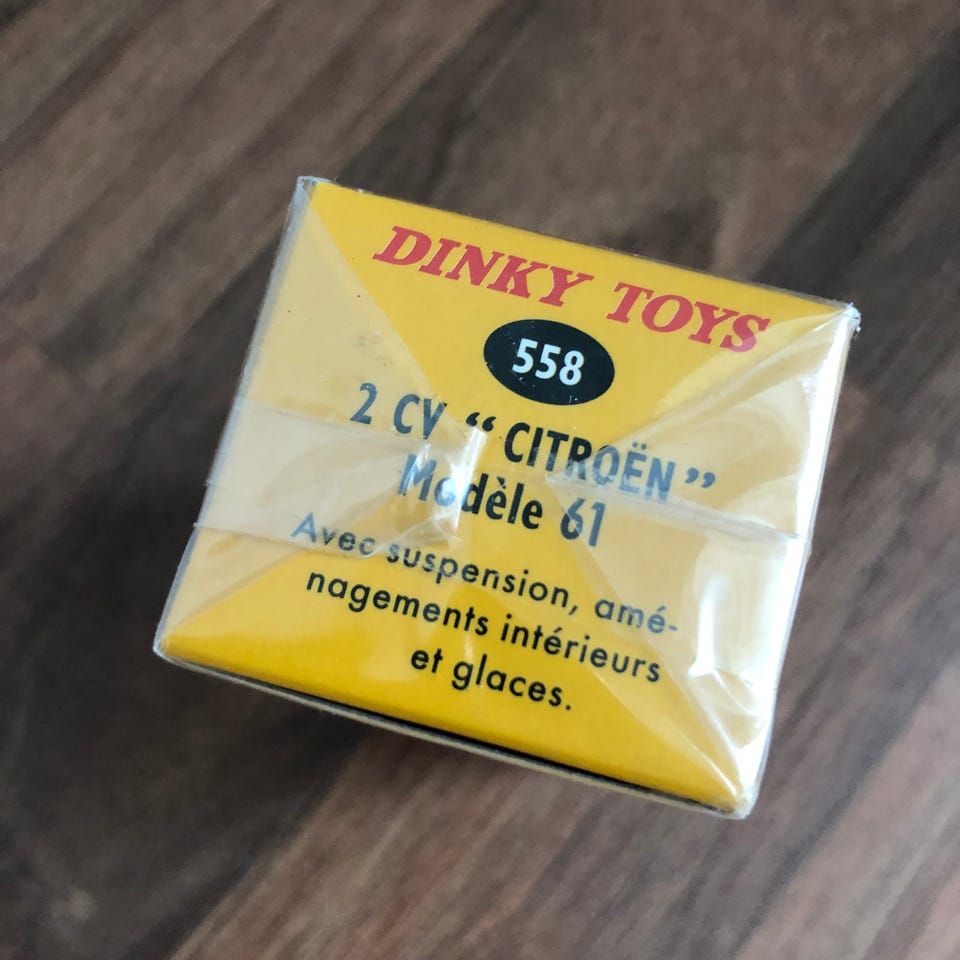 DINKY TOYS
558
2 CV “ CITROËN ”
Modèle 61
Avec suspension, amé-
nagements intérieurs
et glaces.